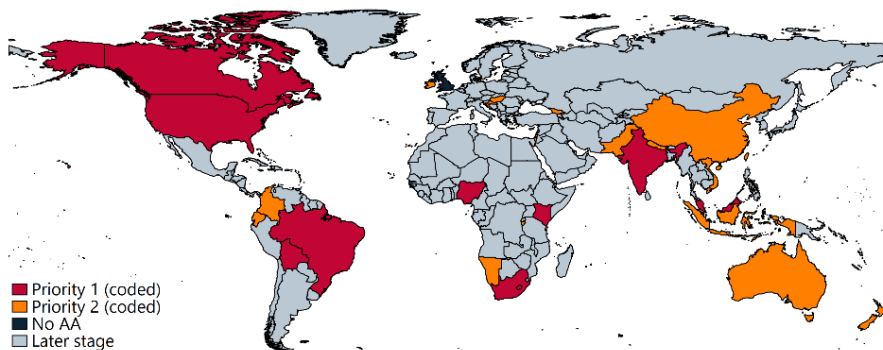 Priority 1 (coded)
Priority 2 (coded)
No AA
Later stage